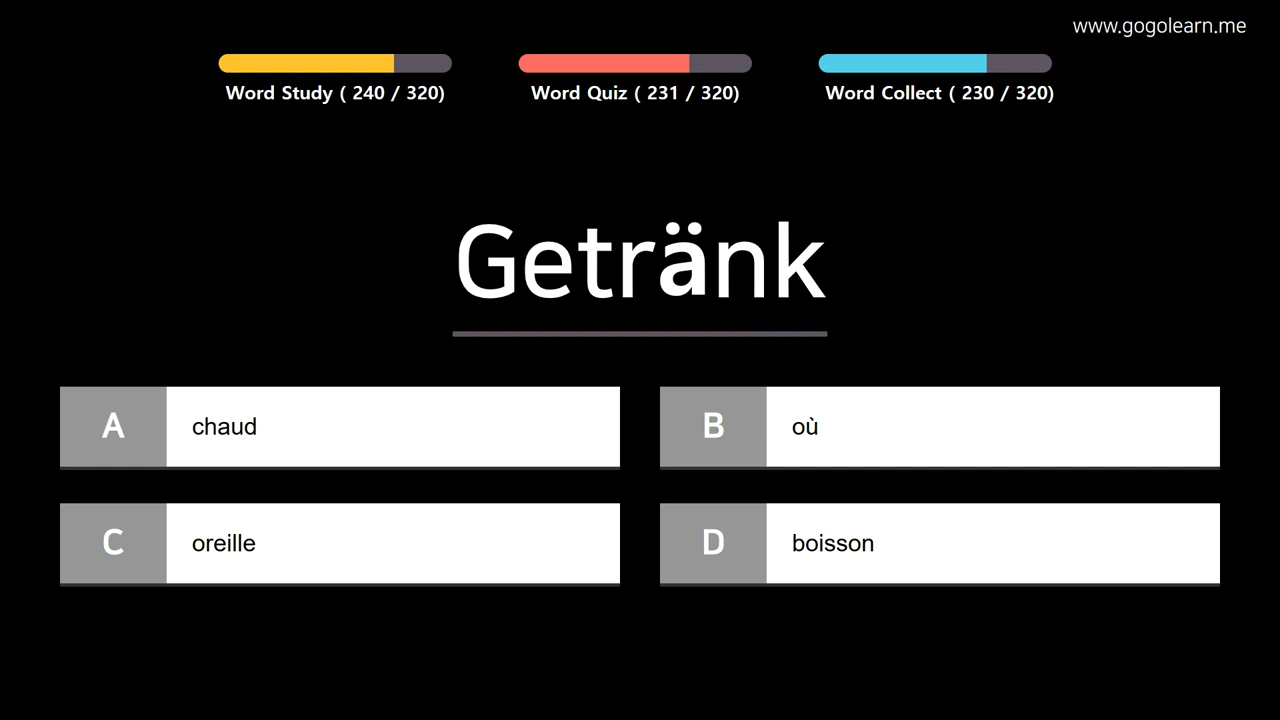 www.gogolearn.me
Word Study ( 240 / 320)
Word Quiz ( 231 / 320)
Word Collect ( 230 / 320)
Getränk
A chaud
B où
C oreille
D boisson